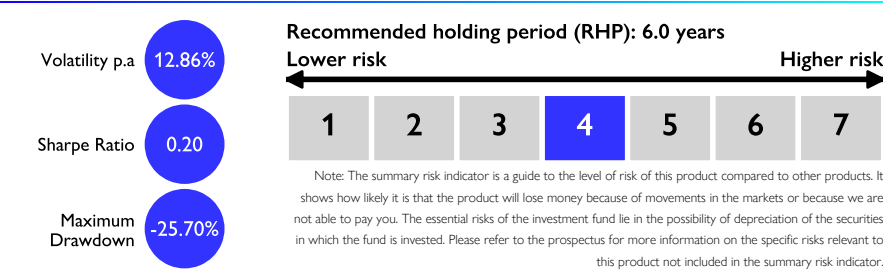 Volatility p.a
12.86%
Sharpe Ratio
0.20
Maximum
Drawdown
-25.70%
Recommended holding period (RHP): 6.0 years
Lower risk
Higher risk
1 2 3 4 5 6 7
Note: The summary risk indicator is a guide to the level of risk of this product compared to other products. It
shows how likely it is that the product will lose money because of movements in the markets or because we are
not able to pay you. The essential risks of the investment fund lie in the possibility of depreciation of the securities
in which the fund is invested. Please refer to the prospectus for more information on the specific risks relevant to
this product not included in the summary risk indicator.